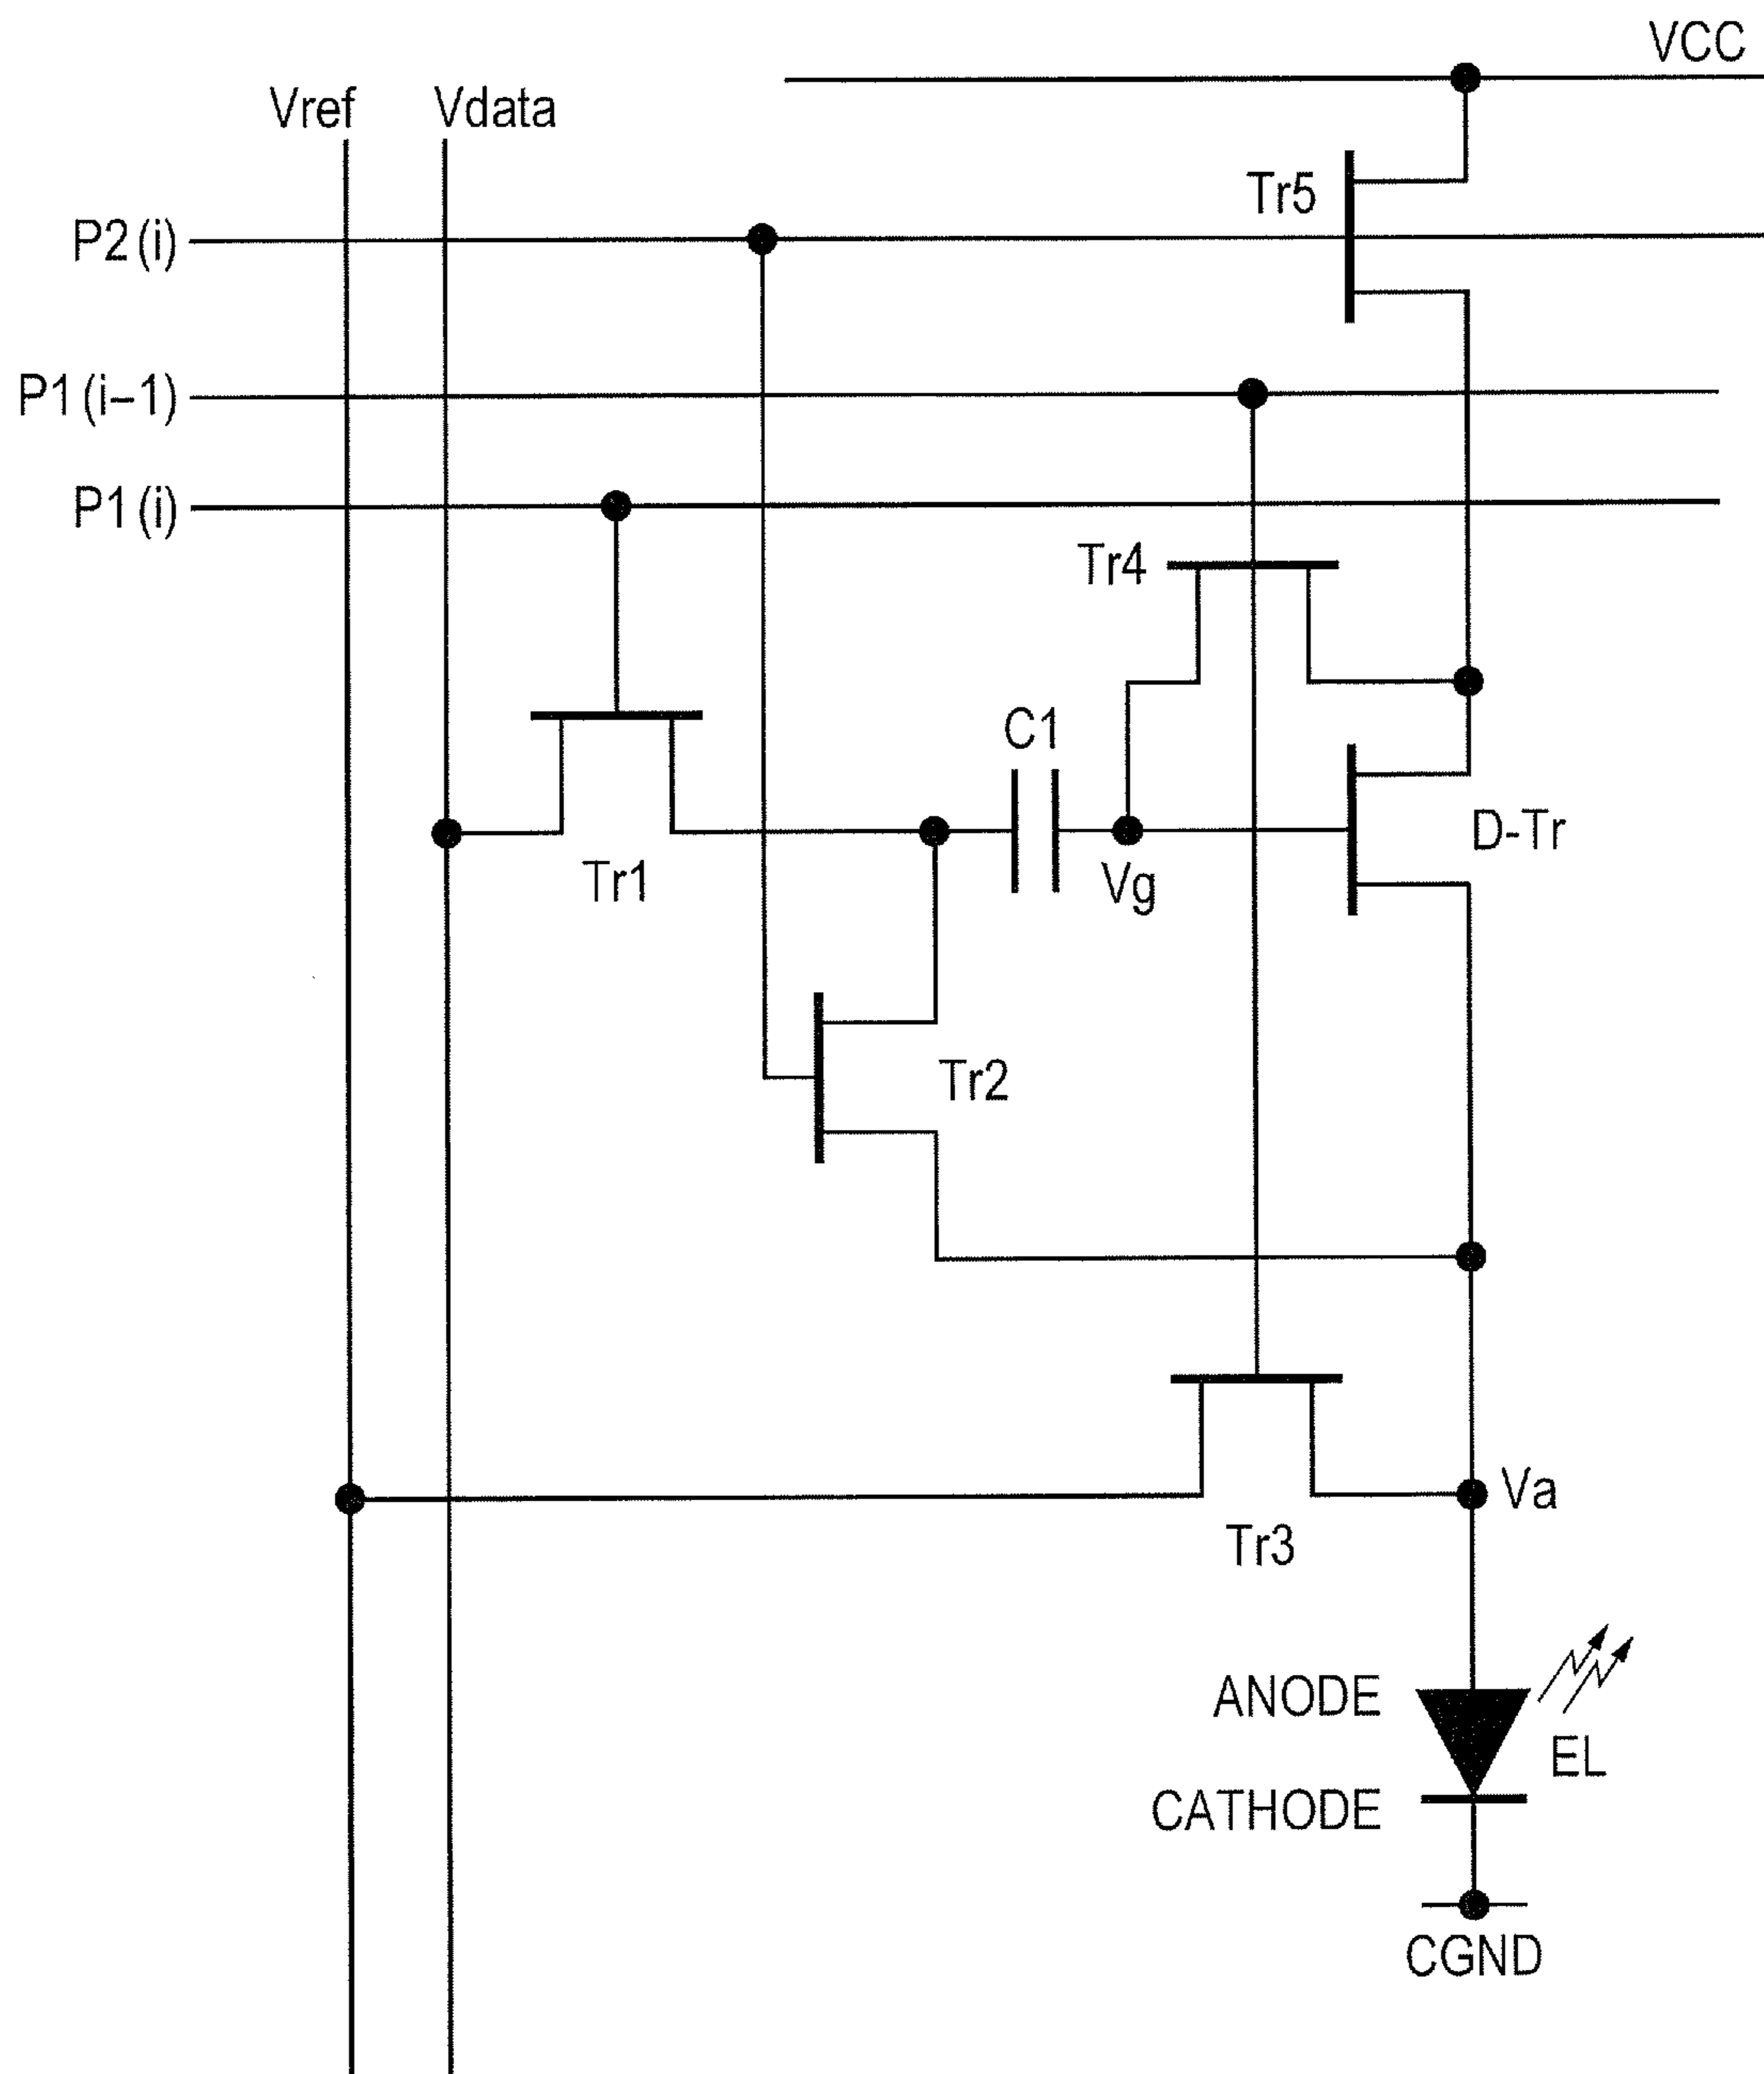 VCC
Vref
Vdata
Tr5
P2 (i)
P1 (i–1)
P1 (i)
Tr4
C1
D-Tr
Tr1
Vg
Tr2
Va
Tr3
ANODE
EL
CATHODE
CGND